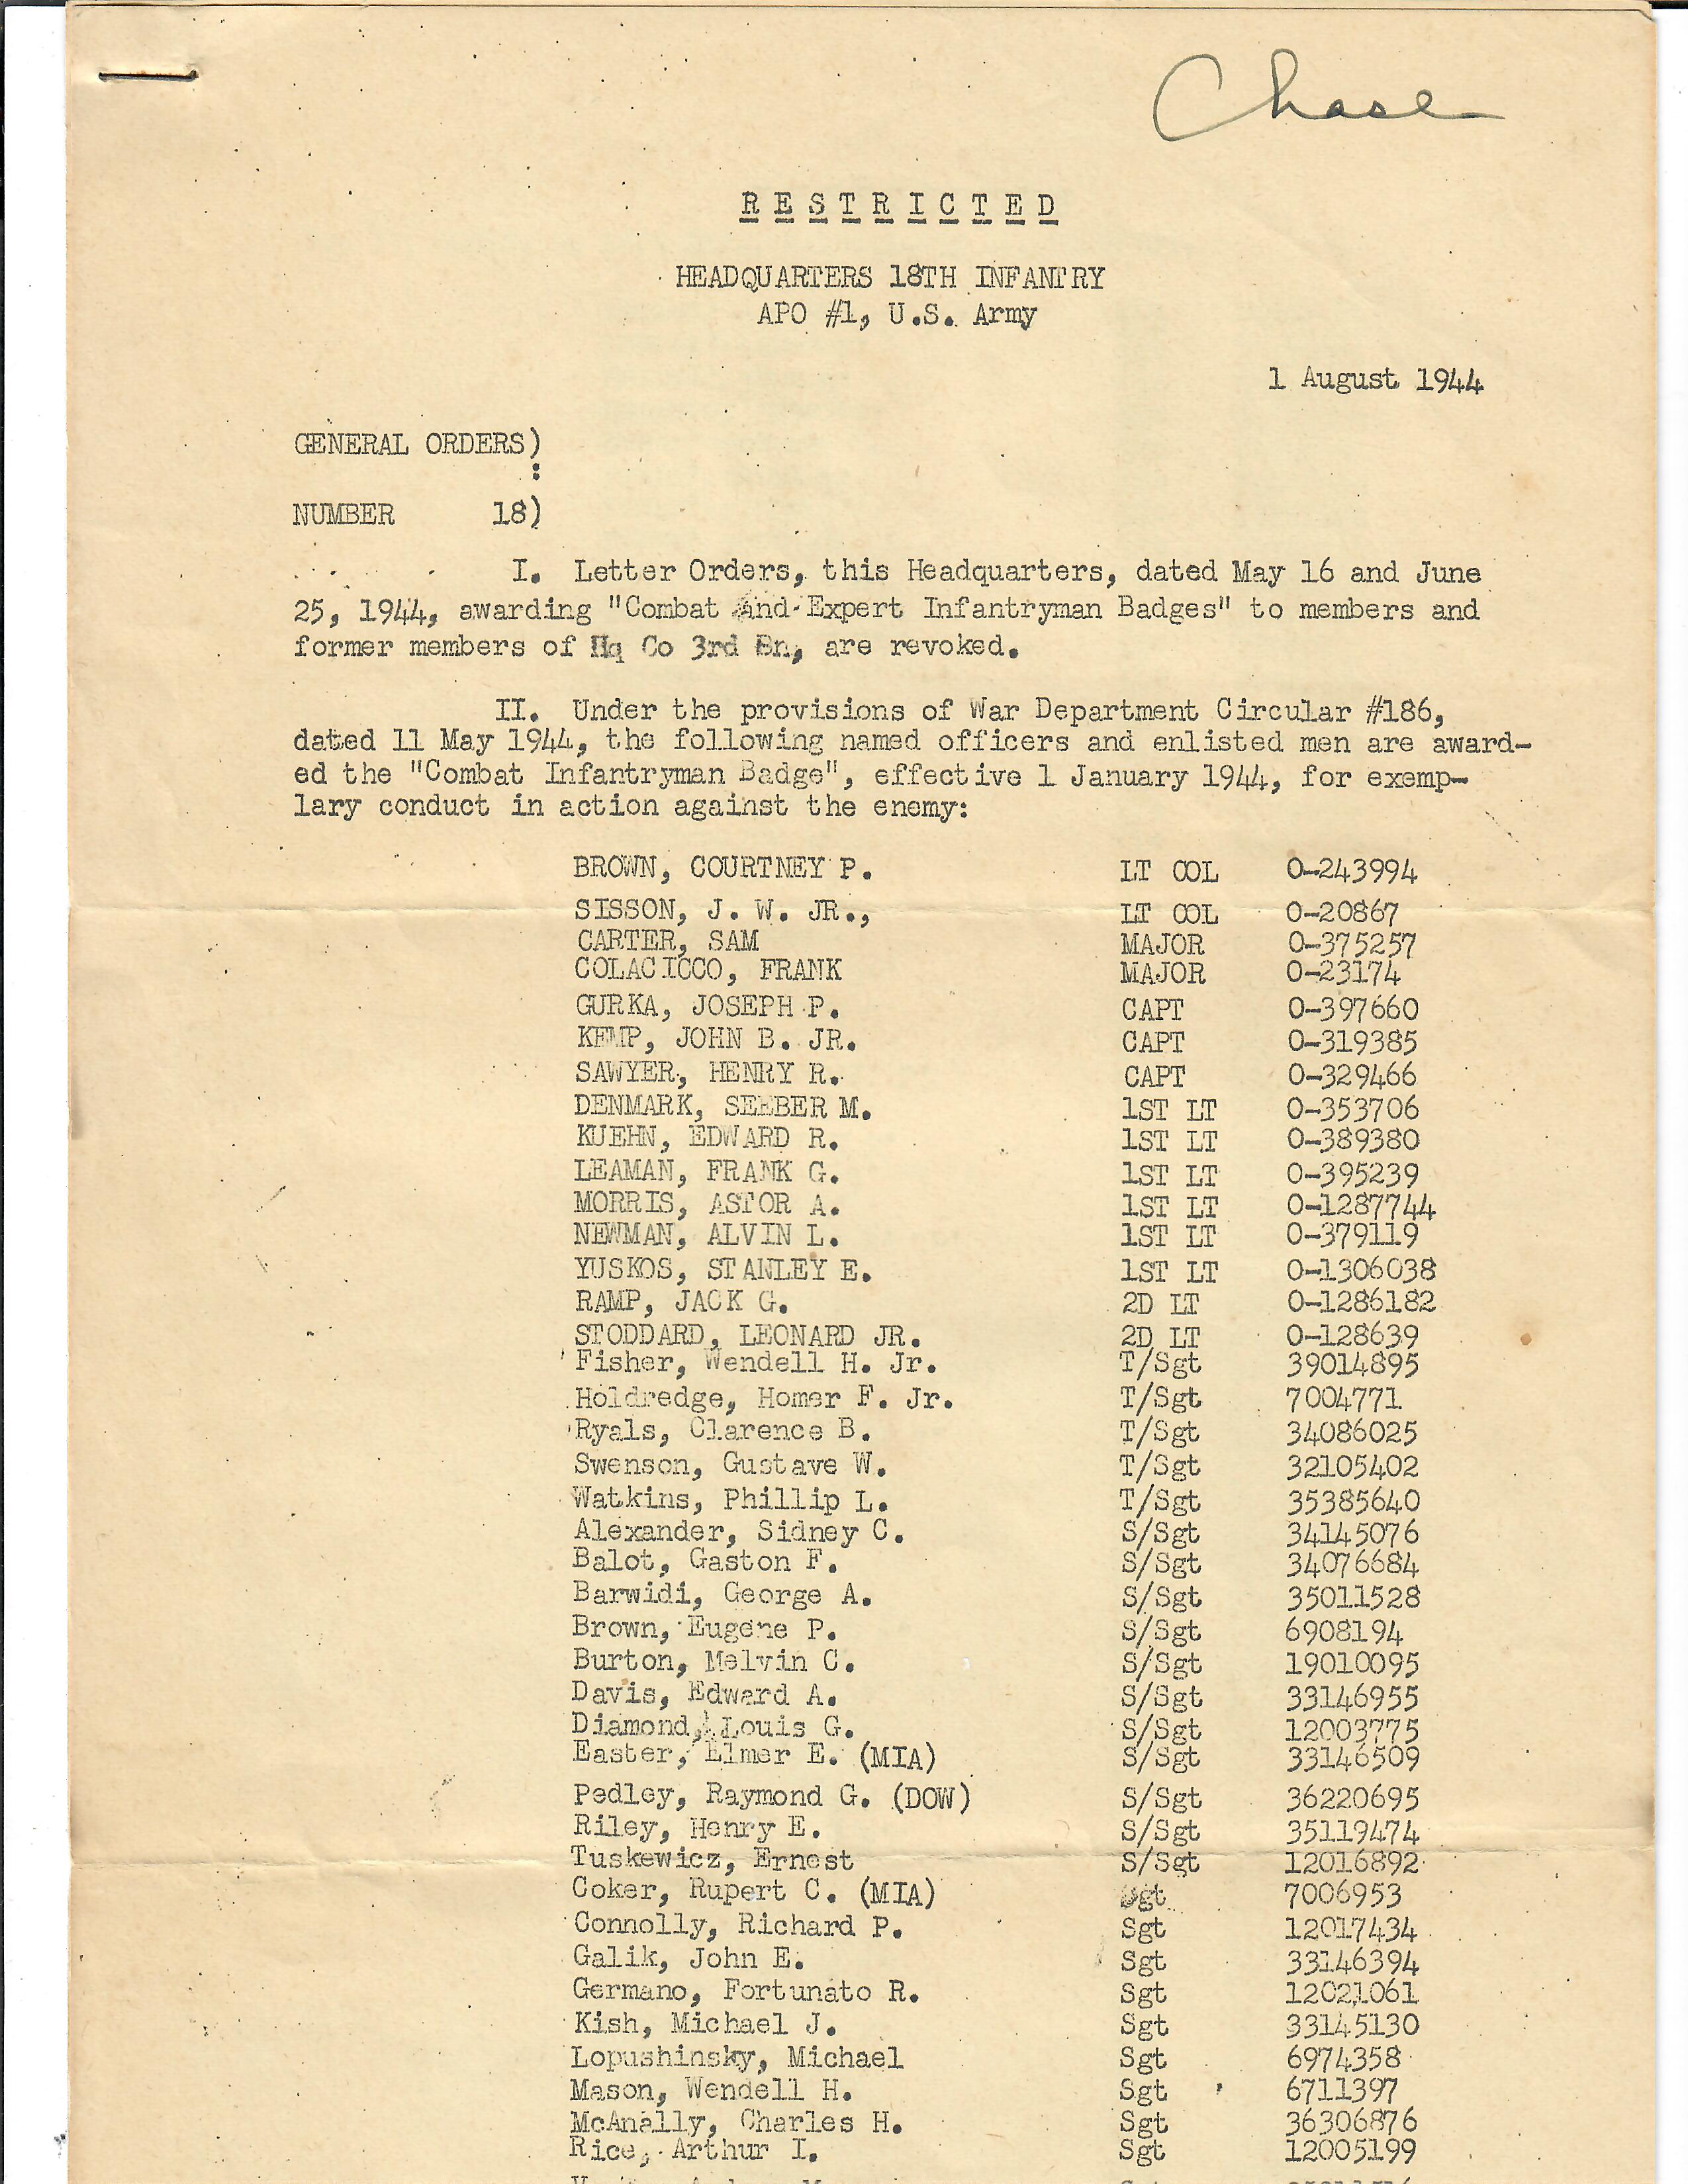 Chase
RESTRICTED
HEADQUARTERS 18TH INFANTRY
APO #1, U.S. Army
1 August 1944
GENERAL ORDERS)
:
NUMBER 18)
I. Letter Orders, this Headquarters, dated May 16 and June
25, 1944, awarding "Combat and Expert Infantryman Badges" to members and
former members of Hq Co 3rd Bn, are revoked.
II. Under the provisions of War Department Circular #186,
dated 11 May 1944, the following named officers and enlisted men are award-
ed the "Combat Infantryman Badge", effective 1 January 1944, for exemp-
lary conduct in action against the enemy:
BROWN, COURTNEY P. LT COL 0-243994
SISSON, J. W. JR., LT COL 0-20867
CARTER, SAM MAJOR 0-375257
COLACICCO, FRANK MAJOR 0-23174
GURKA, JOSEPH P. CAPT 0-397660
KEMP, JOHN B. JR. CAPT 0-319385
SAWYER, HENRY R. CAPT 0-329466
DENMARK, SEEBER M. 1ST LT 0-353706
KUEHN, EDWARD R. 1ST LT 0-389380
LEAMAN, FRANK G. 1ST LT 0-395239
MORRIS, ASTOR A. 1ST LT 0-1287744
NEWMAN, ALVIN L. 1ST LT 0-379119
YUSKOS, STANLEY E. 1ST LT 0-1306038
RAMP, JACK G. 2D LT 0-1286182
STODDARD, LEONARD JR. 2D LT 0-128639
Fisher, Wendell H. Jr. T/Sgt 39014895
Holdredge, Homer F. Jr. T/Sgt 7004771
Ryals, Clarence B. T/Sgt 34086025
Swenson, Gustave W. T/Sgt 32105402
Watkins, Phillip L. T/Sgt 35385640
Alexander, Sidney C. S/Sgt 34145076
Balot, Gaston F. S/Sgt 34076684
Barwidi, George A. S/Sgt 35011528
Brown, Eugene P. S/Sgt 6908194
Burton, Melvin C. S/Sgt 19010095
Davis, Edward A. S/Sgt 33146955
Diamond, Louis G. S/Sgt 12003775
Easter, Elmer E. (MIA) S/Sgt 33146509
Pedley, Raymond G. (DOW) S/Sgt 36220695
Riley, Henry E. S/Sgt 35119474
Tuskewicz, Ernest S/Sgt 12016892
Coker, Rupert C. (MIA) Sgt 7006953
Connolly, Richard P. Sgt 12017434
Galik, John E. Sgt 33146394
Germano, Fortunato R. Sgt 12021061
Kish, Michael J. Sgt 33145130
Lopushinsky, Michael Sgt 6974358
Mason, Wendell H. Sgt 6711397
McAnally, Charles H. Sgt 36306876
Rice, Arthur I. Sgt 12005199